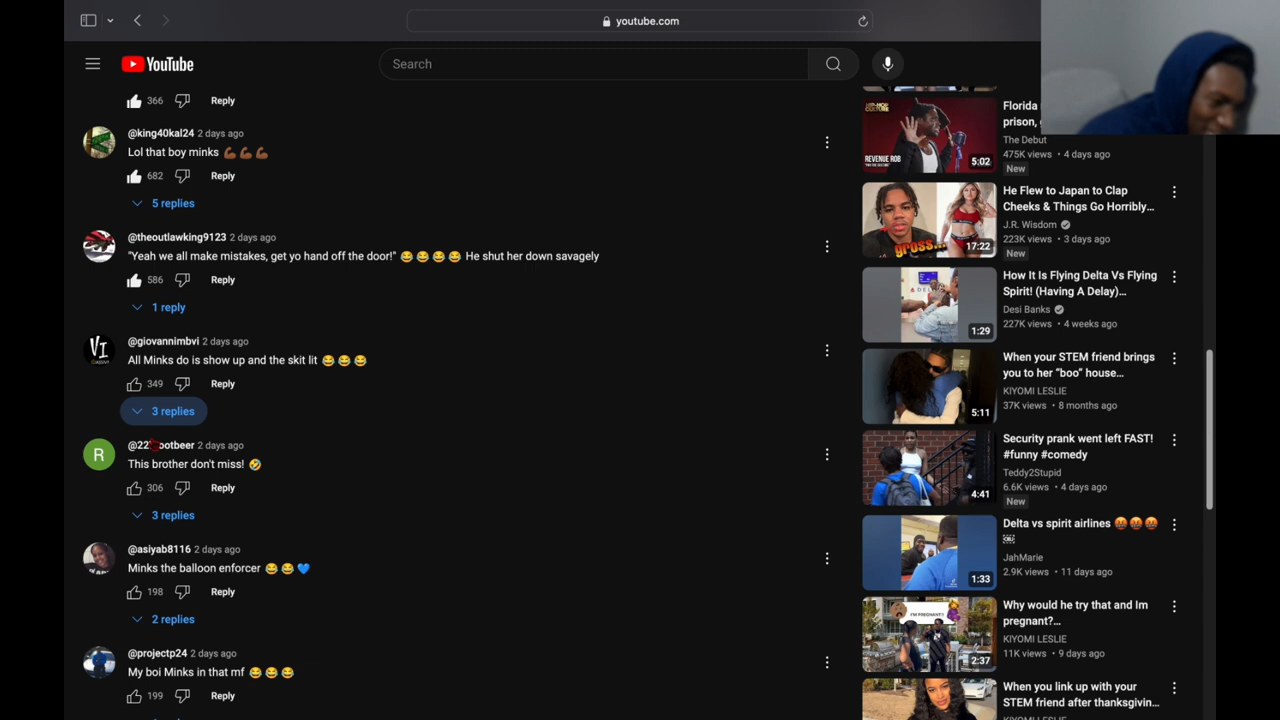 youtube.com
YouTube
Search
366
Reply
@king40kal24 2 days ago
Lol that boy minks 💪🏾💪🏾💪🏾
682
Reply
5 replies
@theoutlawking9123 2 days ago
"Yeah we all make mistakes, get yo hand off the door!" 😂😂😂😂 He shut her down savagely
586
Reply
1 reply
@giovannimbvi 2 days ago
All Minks do is show up and the skit lit 😂😂😂
349
Reply
3 replies
2 days ago
This brother don't miss! 🤣
306
Reply
3 replies
@asiyab8116 2 days ago
Minks the balloon enforcer 😂😂💙
198
Reply
2 replies
@projectp24 2 days ago
My boi Minks in that mf 😂😂😂
199
Reply
VI
R
Florida
prison,
The Debut
475K views • 4 days ago
New
REVENUE ROB
5:02
He Flew to Japan to Clap
Cheeks & Things Go Horribly...
J.R. Wisdom
223K views • 3 days ago
New
gross...
17:22
How It Is Flying Delta Vs Flying
Spirit! (Having A Delay)...
Desi Banks
227K views • 4 weeks ago
1:29
When your STEM friend brings
you to her “boo” house...
KIYOMI LESLIE
37K views • 8 months ago
5:11
Security prank went left FAST!
#funny #comedy
Teddy2Stupid
6.6K views • 4 days ago
New
4:41
Delta vs spirit airlines 🤬🤬🤬
JahMarie
2.9K views • 11 days ago
1:33
Why would he try that and Im
pregnant?...
KIYOMI LESLIE
11K views • 9 days ago
I'M PREGNANT?
2:37
When you link up with your
STEM friend after thanksgivin...